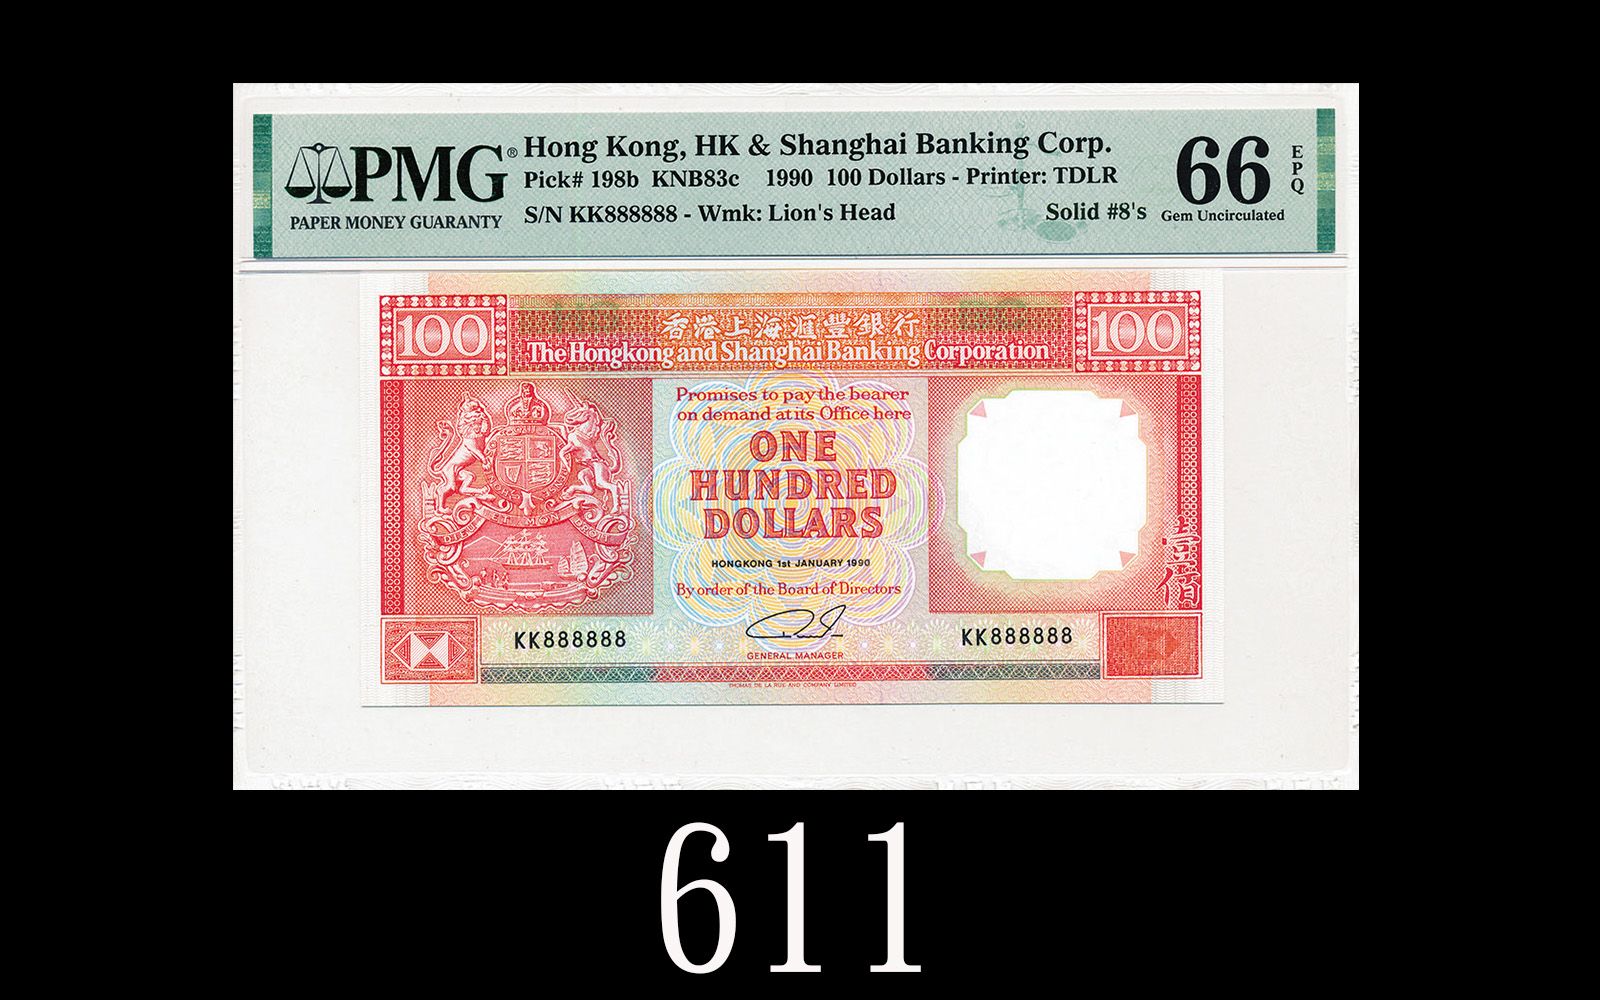 PMG®
PAPER MONEY GUARANTY
Hong Kong, HK & Shanghai Banking Corp.
Pick# 198b KNB83c 1990 100 Dollars - Printer: TDLR
S/N KK888888 - Wmk: Lion's Head Solid #8's
66 EPQ
Gem Uncirculated
100 香港上海滙豐銀行 100
The Hongkong and Shanghai Banking Corporation
Promises to pay the bearer
on demand at its Office here
ONE
HUNDRED
DOLLARS
HONGKONG 1st JANUARY 1990
By order of the Board of Directors
KK888888 KK888888
GENERAL MANAGER
THOMAS DE LA RUE AND COMPANY LIMITED
DIEU ET MON DROIT
壹佰
611